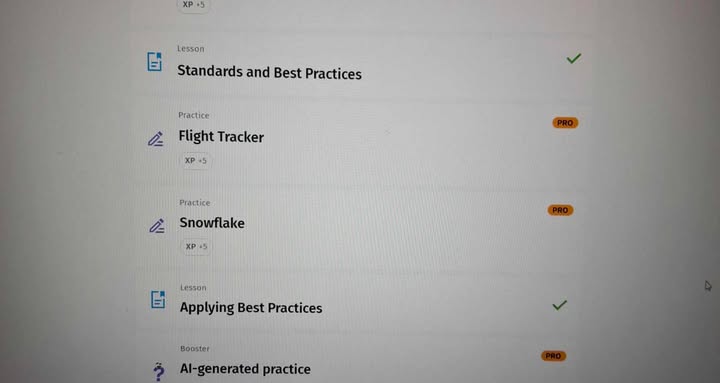 XP +5
Lesson
Standards and Best Practices
Practice
Flight Tracker
PRO
XP +5
Practice
Snowflake
PRO
XP +5
Lesson
Applying Best Practices
Booster
AI-generated practice
PRO